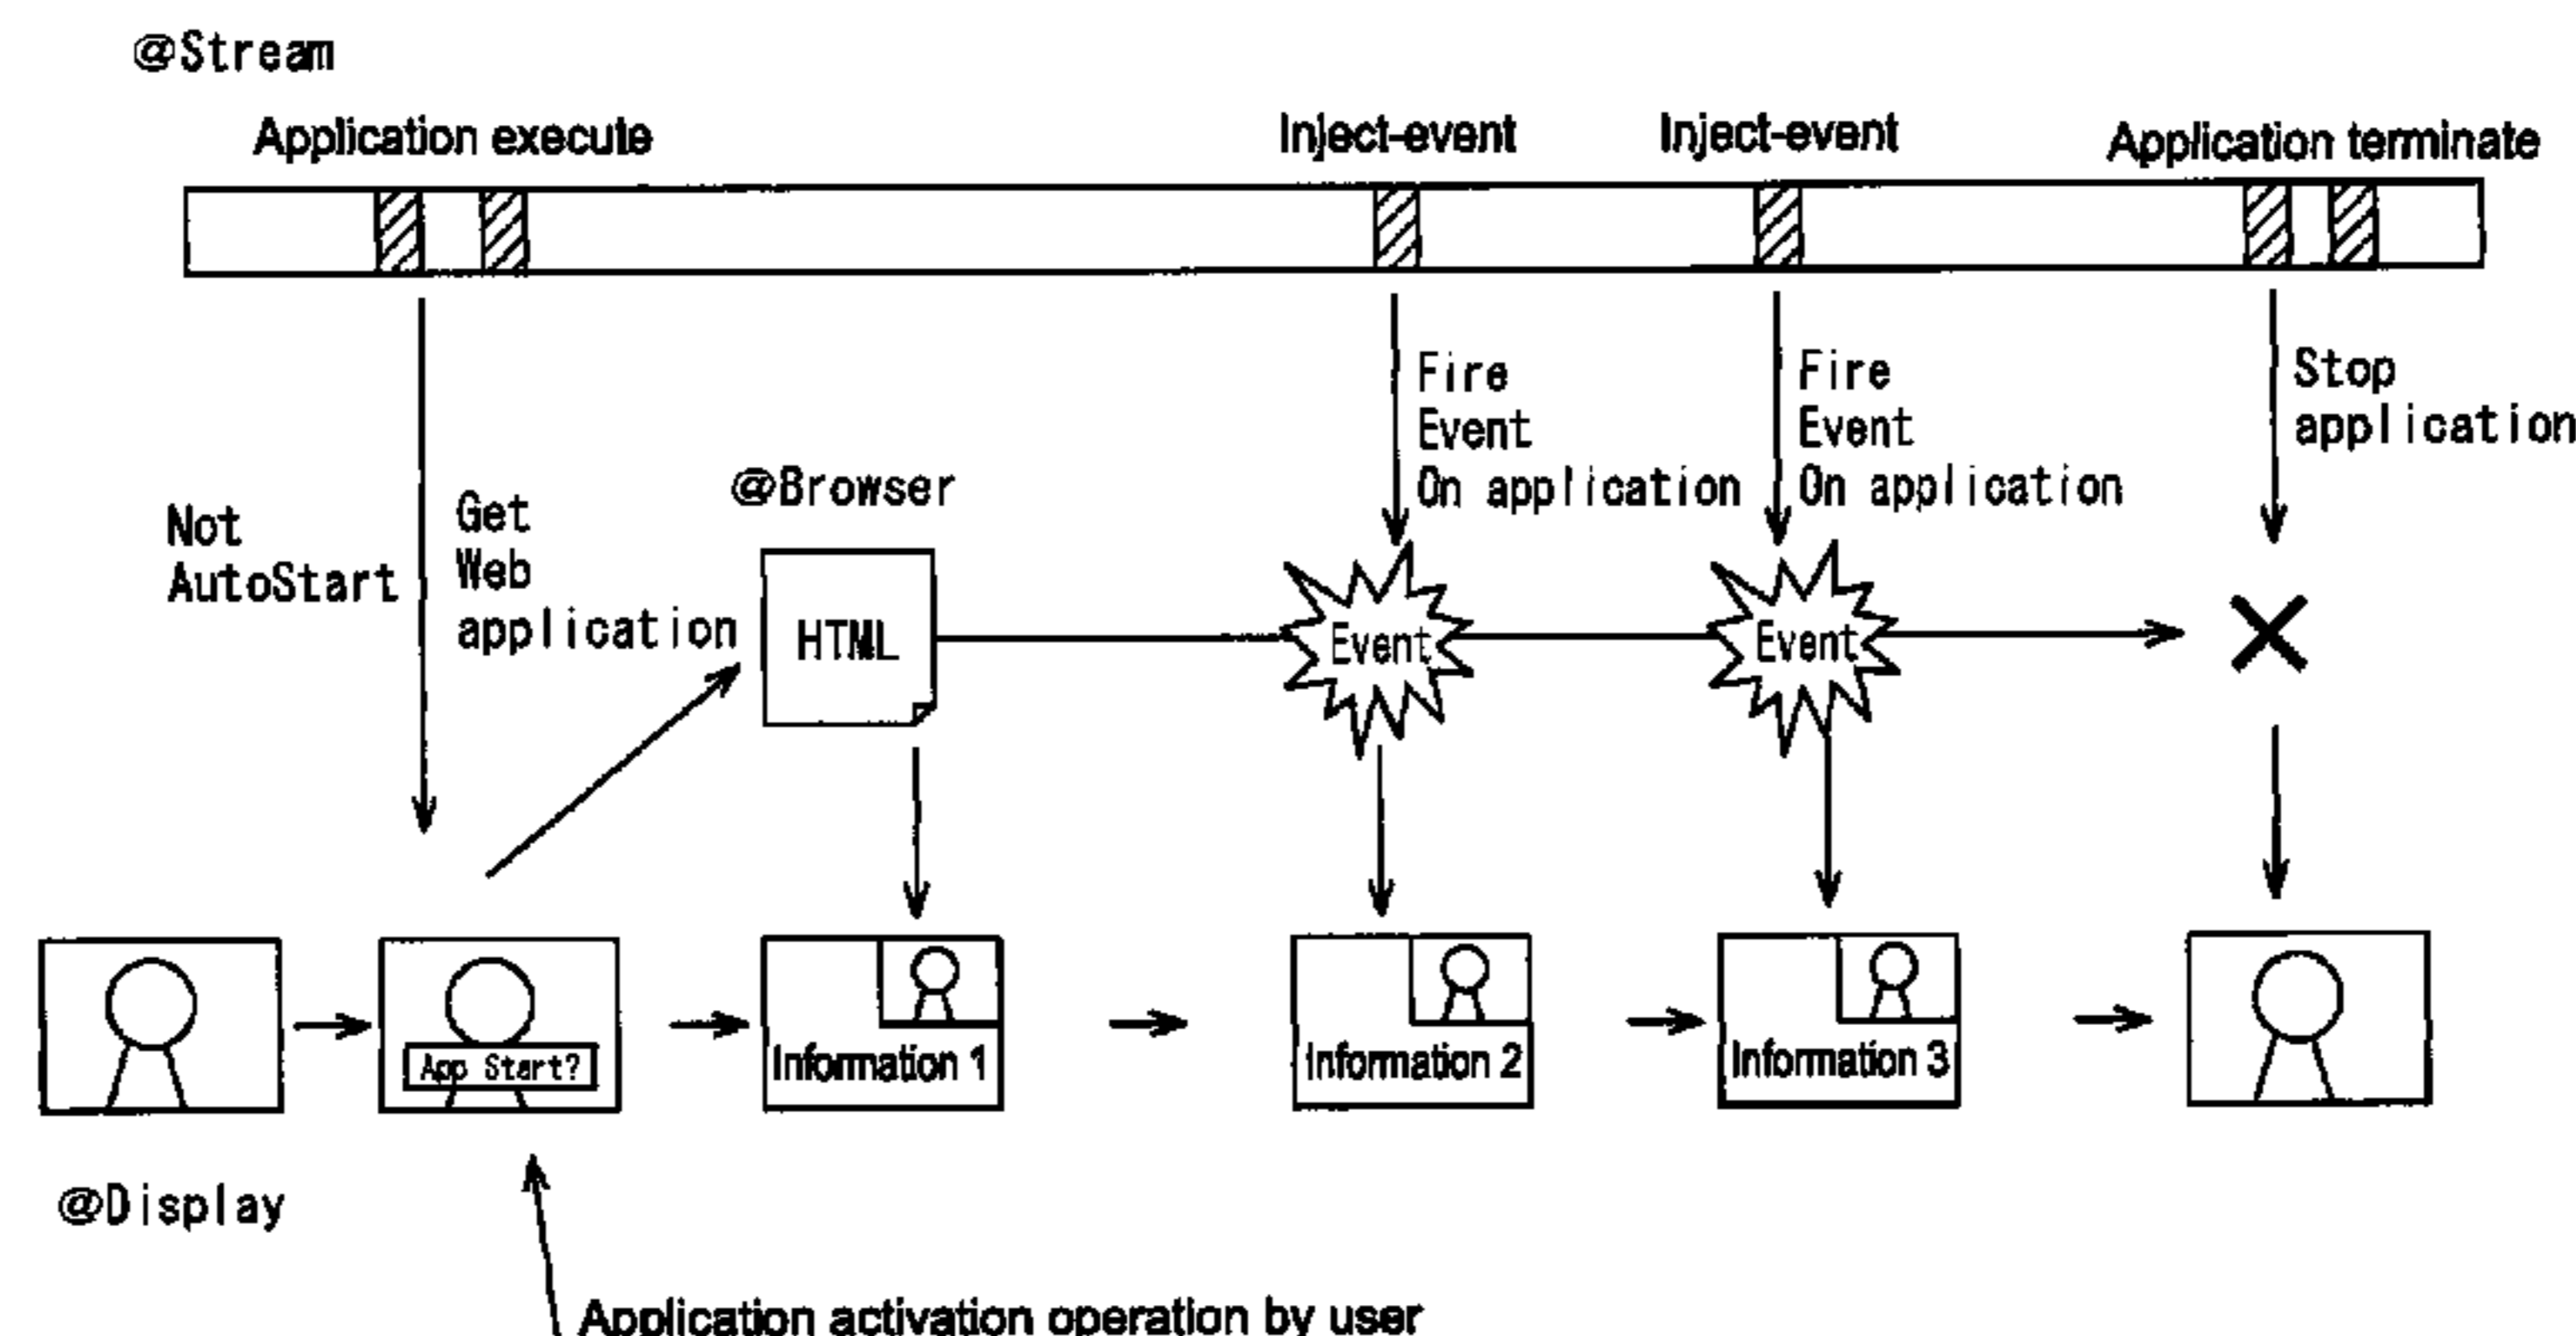 @Stream
Application execute
Inject-event
Inject-event
Application terminate
Fire
Event
On application
Fire
Event
On application
Stop
application
Not
AutoStart
Get
Web
application
@Browser
HTML
Event
Event
App Start?
Information 1
Information 2
Information 3
@Display
Application activation operation by user